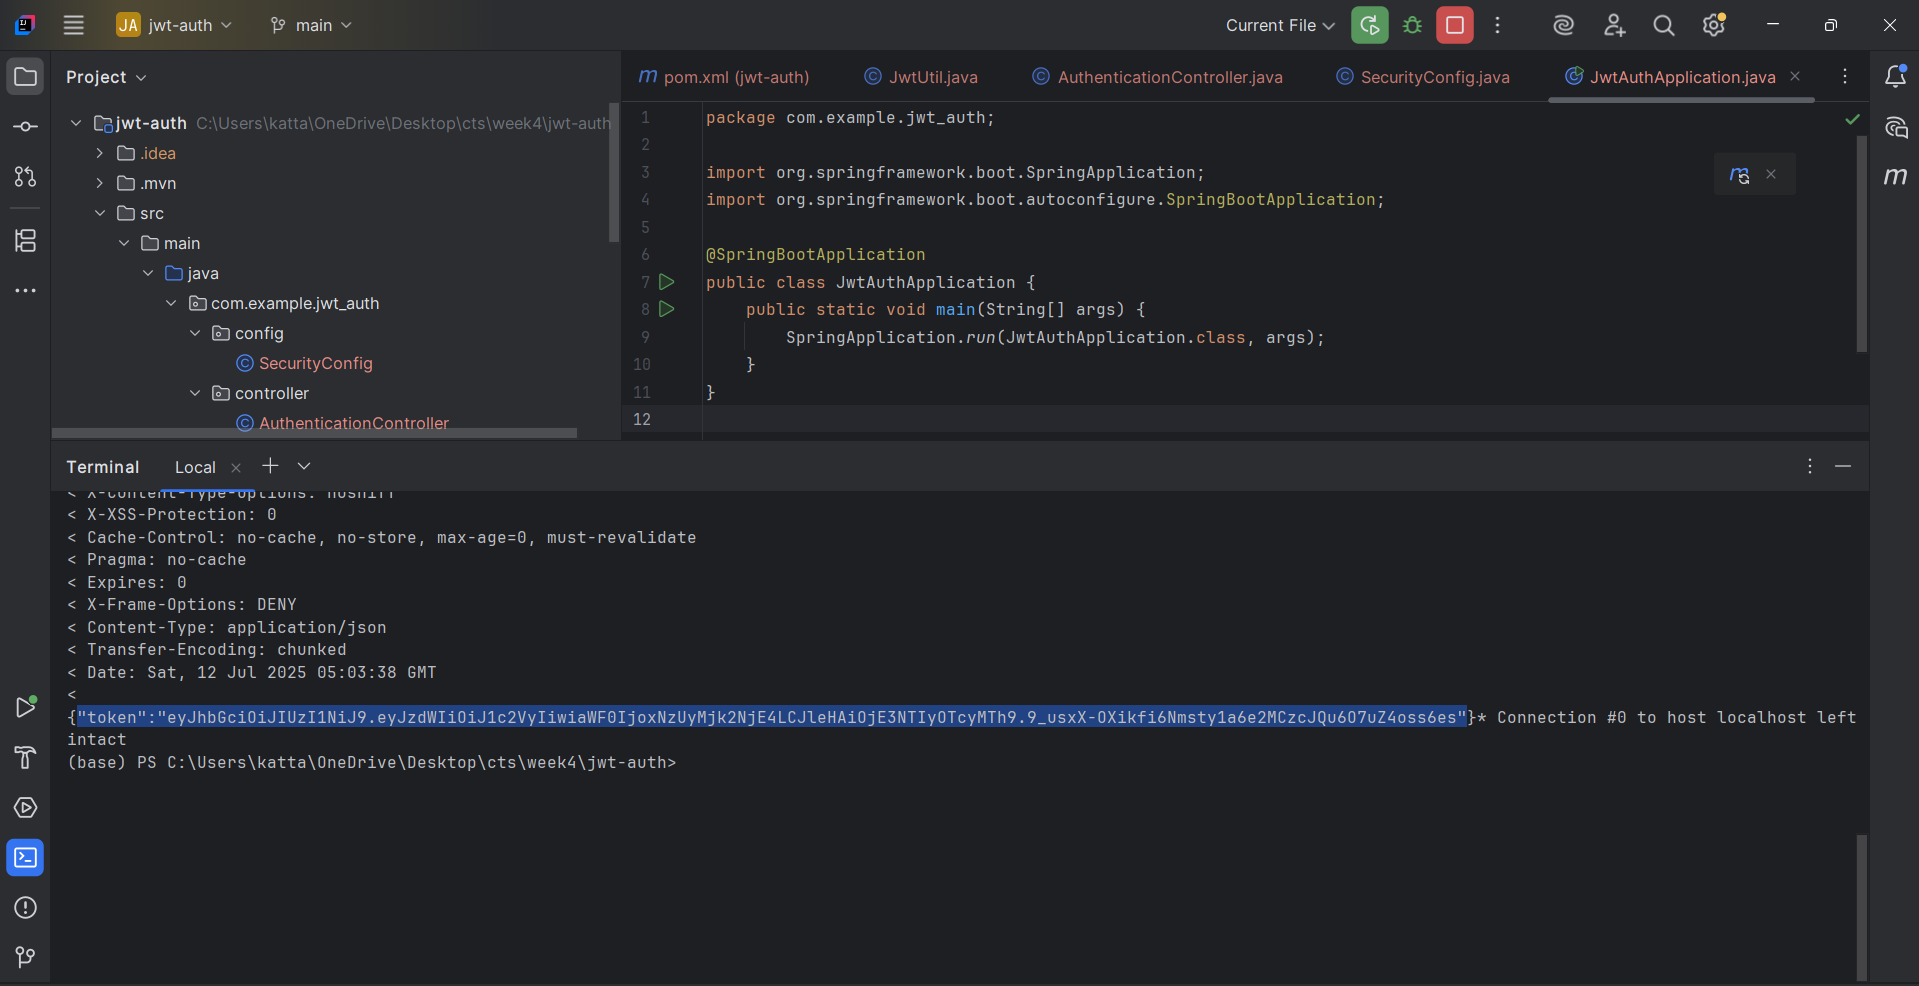 JA jwt-auth main Current File
Project
pom.xml (jwt-auth) JwtUtil.java AuthenticationController.java SecurityConfig.java JwtAuthApplication.java
jwt-auth C:\Users\katta\OneDrive\Desktop\cts\week4\jwt-auth
.idea
.mvn
src
main
java
com.example.jwt_auth
config
SecurityConfig
controller
AuthenticationController
1 package com.example.jwt_auth;
2
3 import org.springframework.boot.SpringApplication;
4 import org.springframework.boot.autoconfigure.SpringBootApplication;
5
6 @SpringBootApplication
7 public class JwtAuthApplication {
8 public static void main(String[] args) {
9 SpringApplication.run(JwtAuthApplication.class, args);
10 }
11 }
12
Terminal Local
< X-Content-Type-Options: nosniff
< X-XSS-Protection: 0
< Cache-Control: no-cache, no-store, max-age=0, must-revalidate
< Pragma: no-cache
< Expires: 0
< X-Frame-Options: DENY
< Content-Type: application/json
< Transfer-Encoding: chunked
< Date: Sat, 12 Jul 2025 05:03:38 GMT
<
{"token":"eyJhbGciOiJIUzI1NiJ9.eyJzdWIiOiJ1c2VyIiwiaWF0IjoxNzUyMjk2NjE4LCJleHAiOjE3NTIyOTcyMTh9.9_usxX-OXikfi6Nmsty1a6e2MCzcJQu6O7uZ4oss6es"}* Connection #0 to host localhost left
intact
(base) PS C:\Users\katta\OneDrive\Desktop\cts\week4\jwt-auth>